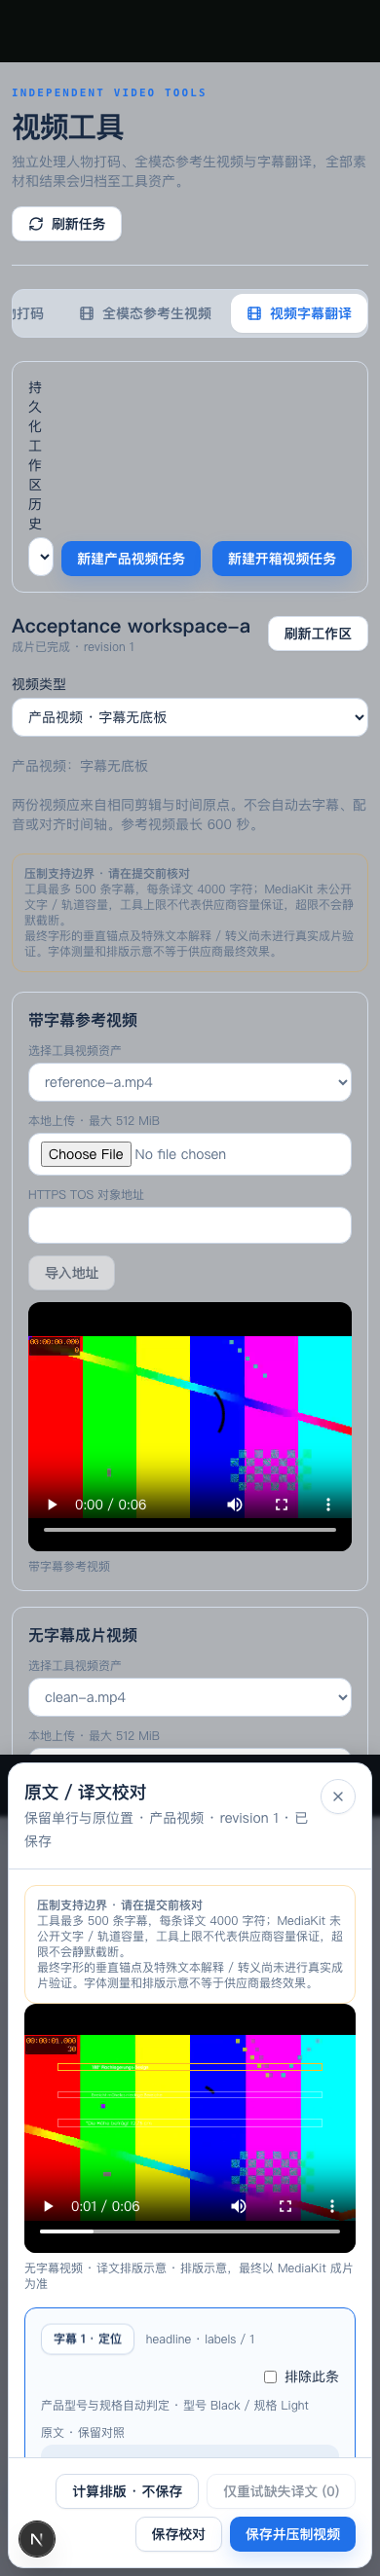 INDEPENDENT VIDEO TOOLS
视频工具
独立处理人物打码、全模态参考生视频与字幕翻译，全部素
材和结果会归档至工具资产。
刷新任务
打码
全模态参考生视频
视频字幕翻译
持
久
化
工
作
区
历
史
新建产品视频任务
新建开箱视频任务
Acceptance workspace-a
成片已完成 · revision 1
刷新工作区
视频类型
产品视频 · 字幕无底板
产品视频：字幕无底板
两份视频应来自相同剪辑与时间原点。不会自动去字幕、配
音或对齐时间轴。参考视频最长 600 秒。
压制支持边界 · 请在提交前核对
工具最多 500 条字幕，每条译文 4000 字符；MediaKit 未公开
文字 / 轨道容量，工具上限不代表供应商容量保证，超限不会静
默截断。
最终字形的垂直锚点及特殊文本解释 / 转义尚未进行真实成片验
证。字体测量和排版示意不等于供应商最终效果。
带字幕参考视频
选择工具视频资产
reference-a.mp4
本地上传 · 最大 512 MiB
Choose File No file chosen
HTTPS TOS 对象地址
导入地址
00:00:00.000
0
0:00 / 0:06
带字幕参考视频
无字幕成片视频
选择工具视频资产
clean-a.mp4
本地上传 · 最大 512 MiB
原文 / 译文校对
保留单行与原位置 · 产品视频 · revision 1 · 已
保存
压制支持边界 · 请在提交前核对
工具最多 500 条字幕，每条译文 4000 字符；MediaKit 未
公开文字 / 轨道容量，工具上限不代表供应商容量保证，超
限不会静默截断。
最终字形的垂直锚点及特殊文本解释 / 转义尚未进行真实成
片验证。字体测量和排版示意不等于供应商最终效果。
00:00:01.000
30
0:01 / 0:06
无字幕视频 · 译文排版示意 · 排版示意，最终以 MediaKit 成片
为准
字幕 1 · 定位
headline · labels / 1
排除此条
产品型号与规格自动判定 · 型号 Black / 规格 Light
原文 · 保留对照
计算排版 · 不保存
仅重试缺失译文 (0)
保存校对
保存并压制视频
N